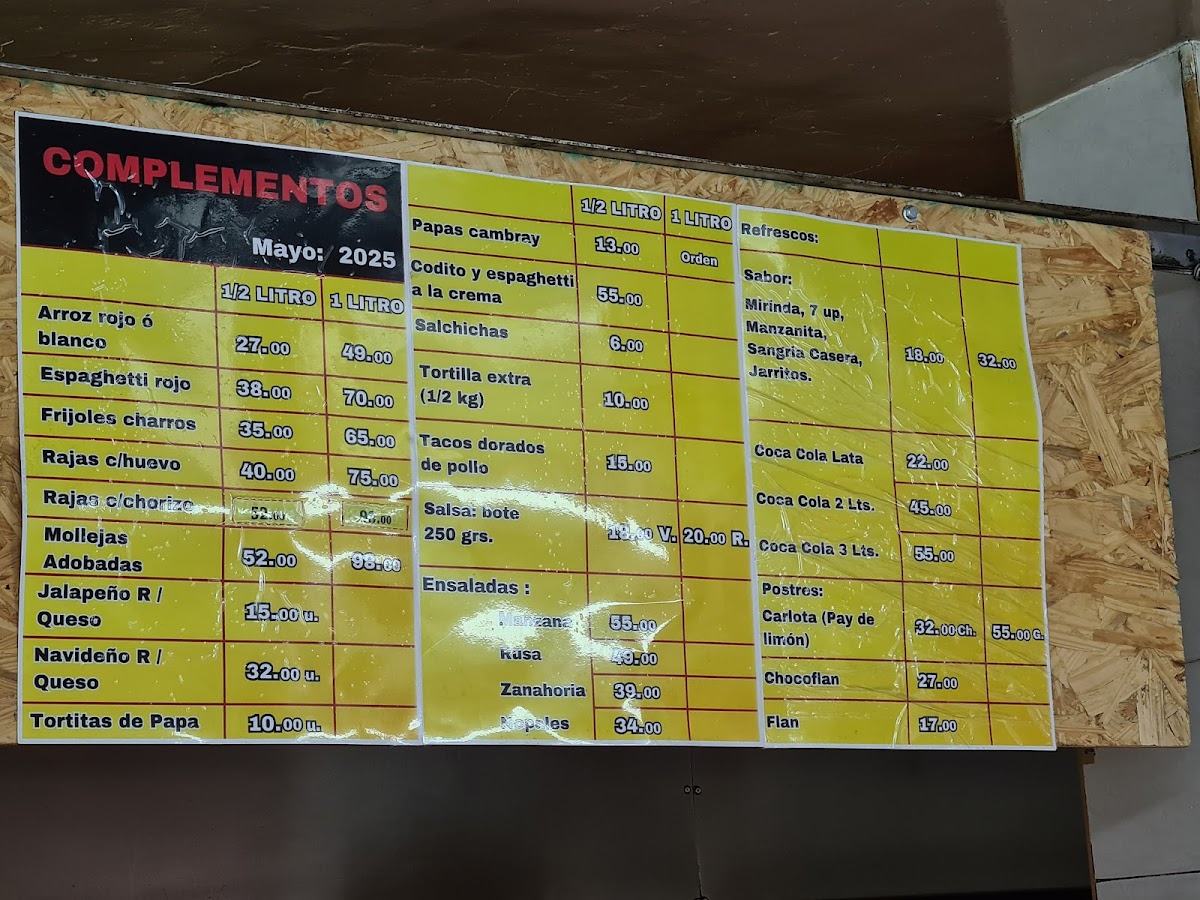 COMPLEMENTOS
Mayo: 2025
1/2 LITRO 1 LITRO
Arroz rojo ó
blanco 27.00 49.00
Espaghetti rojo 38.00 70.00
Frijoles charros 35.00 65.00
Rajas c/huevo 40.00 75.00
Rajas c/chorizo
Mollejas
Adobadas 52.00 98.00
Jalapeño R /
Queso 15.00 u.
Navideño R /
Queso 32.00 u.
Tortitas de Papa 10.00 u.
1/2 LITRO 1 LITRO
Papas cambray 13.00 Orden
Codito y espaghetti
a la crema 55.00
Salchichas 6.00
Tortilla extra
(1/2 kg) 10.00
Tacos dorados
de pollo 15.00
Salsa: bote
250 grs. 18.00 V. 20.00 R.
Ensaladas :
Manzana 55.00
Rusa 49.00
Zanahoria 39.00
Nopales 34.00
Refrescos:
Sabor:
Mirinda, 7 up,
Manzanita,
Sangria Casera, 18.00 32.00
Jarritos.
Coca Cola Lata 22.00
Coca Cola 2 Lts. 45.00
Coca Cola 3 Lts. 55.00
Postres:
Carlota (Pay de
limón) 32.00 Ch. 55.00 G.
Chocoflan 27.00
Flan 17.00